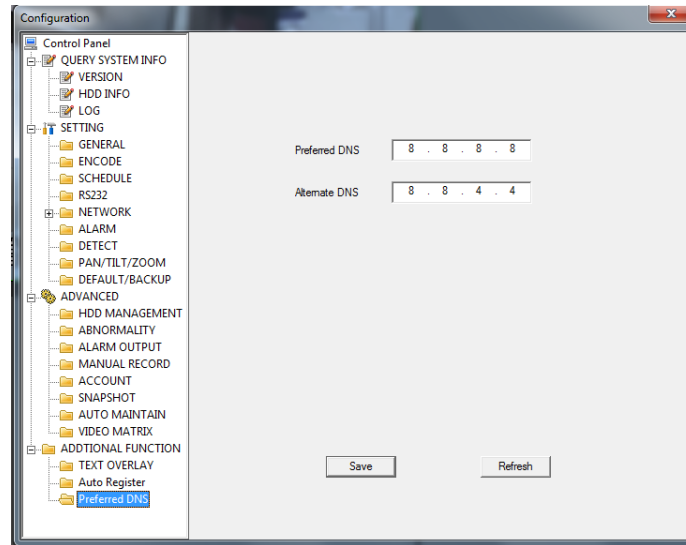 Configuration
Control Panel
QUERY SYSTEM INFO
VERSION
HDD INFO
LOG
SETTING
GENERAL
ENCODE
SCHEDULE
RS232
NETWORK
ALARM
DETECT
PAN/TILT/ZOOM
DEFAULT/BACKUP
ADVANCED
HDD MANAGEMENT
ABNORMALITY
ALARM OUTPUT
MANUAL RECORD
ACCOUNT
SNAPSHOT
AUTO MAINTAIN
VIDEO MATRIX
ADDTIONAL FUNCTION
TEXT OVERLAY
Auto Register
Preferred DNS
Preferred DNS 8 . 8 . 8 . 8
Alternate DNS 8 . 8 . 4 . 4
Save Refresh